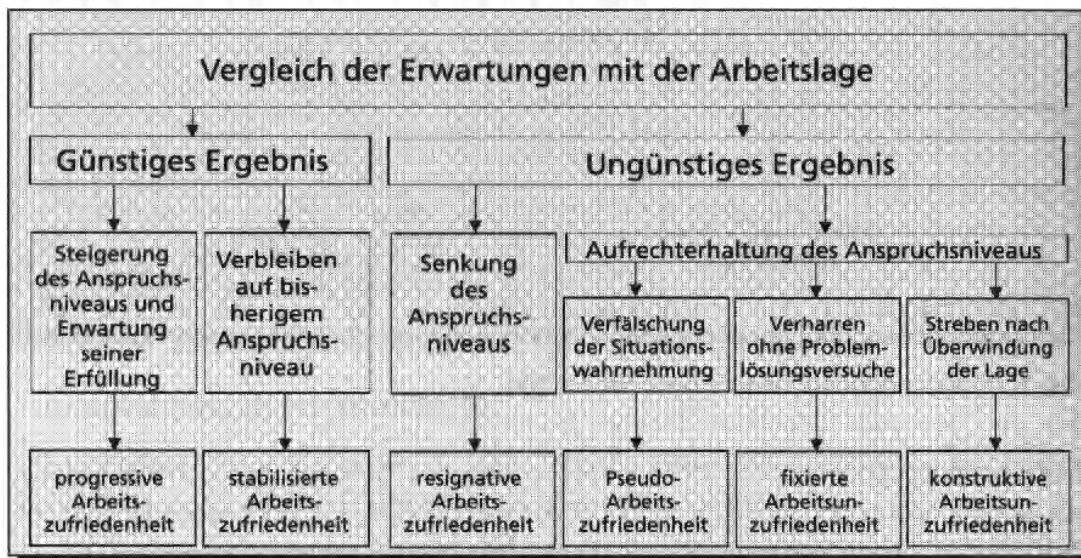 Vergleich der Erwartungen mit der Arbeitslage
Günstiges Ergebnis
Ungünstiges Ergebnis
Steigerung
des Anspruchs-
niveaus und
Erwartung
seiner
Erfüllung
Verbleiben
auf bis-
herigem
Anspruchs-
niveau
Senkung
des
Anspruchs-
niveaus
Aufrechterhaltung des Anspruchsniveaus
Verfälschung
der Situations-
wahrnehmung
Verharren
ohne Problem-
lösungsversuche
Streben nach
Überwindung
der Lage
progressive
Arbeits-
zufriedenheit
stabilisierte
Arbeits-
zufriedenheit
resignative
Arbeits-
zufriedenheit
Pseudo-
Arbeits-
zufriedenheit
fixierte
Arbeitsun-
zufriedenheit
konstruktive
Arbeitsun-
zufriedenheit